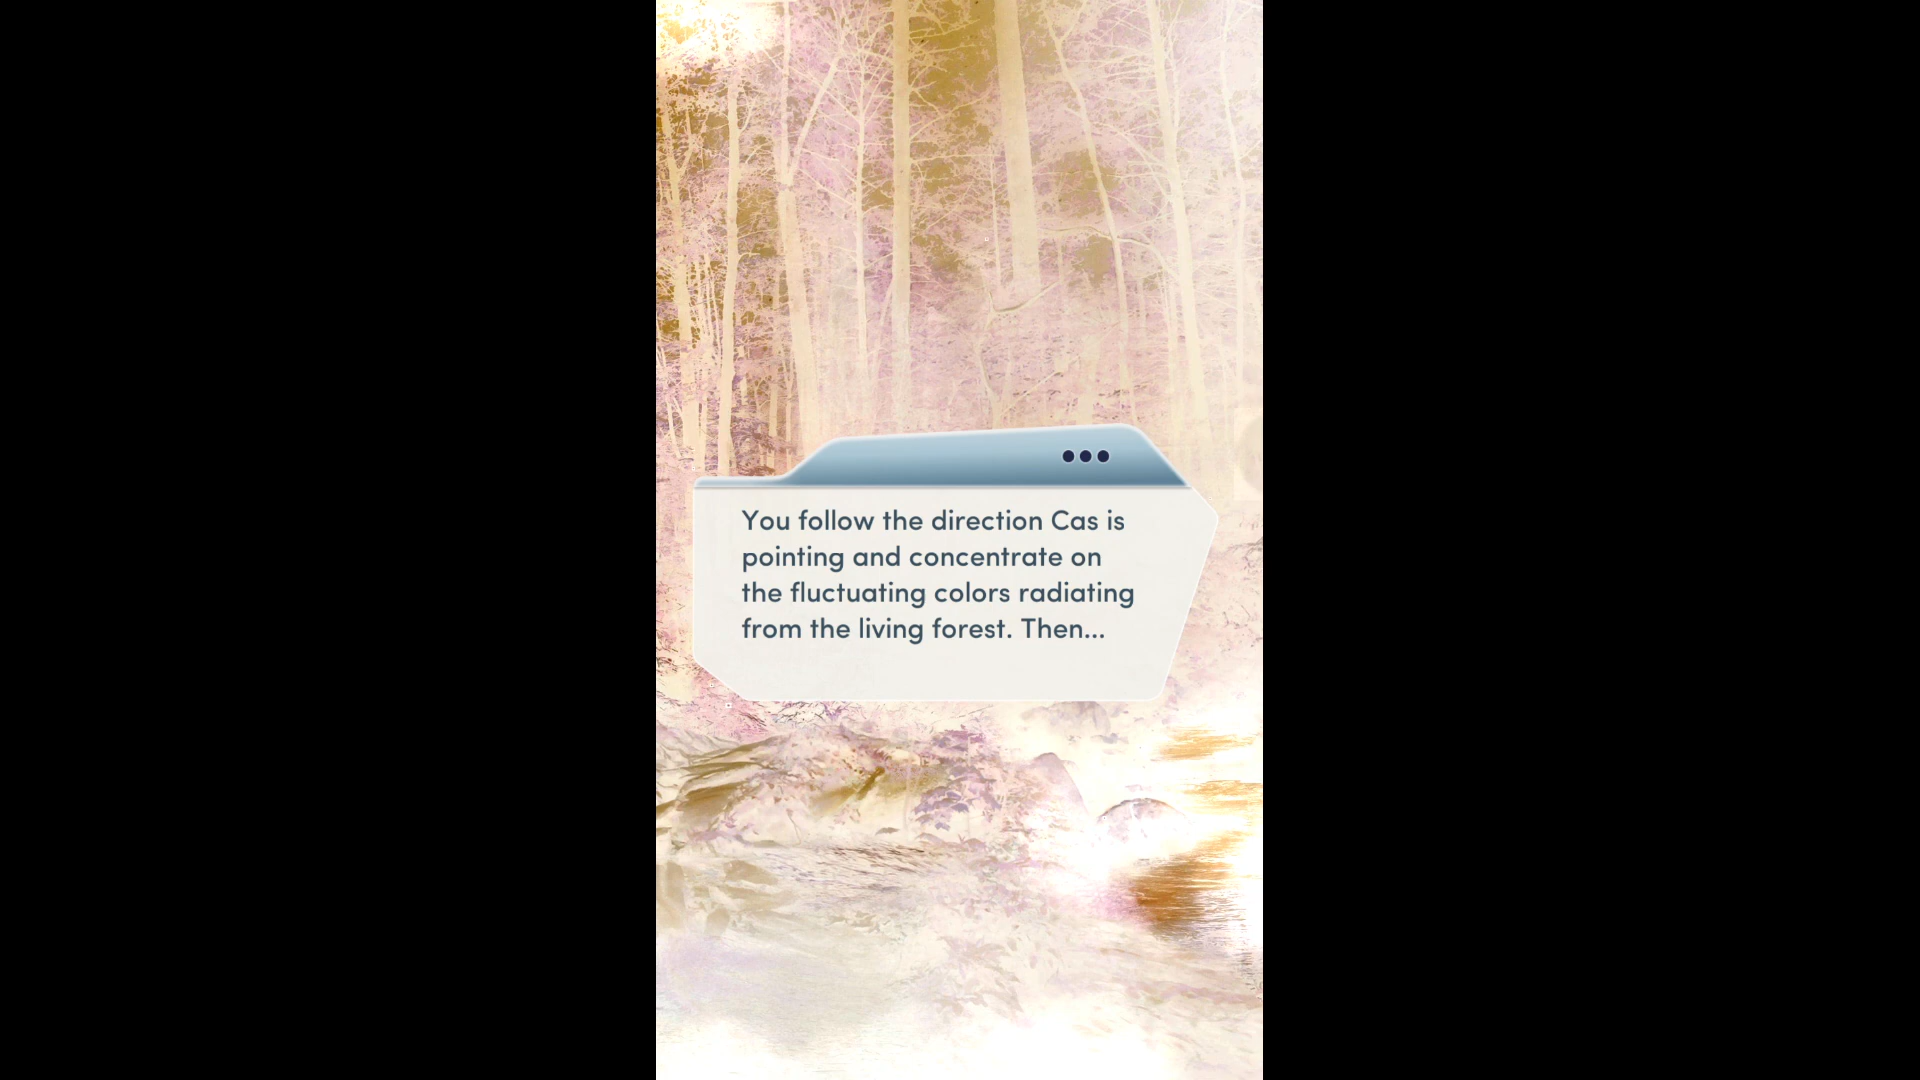 You follow the direction Cas is
pointing and concentrate on
the fluctuating colors radiating
from the living forest. Then...